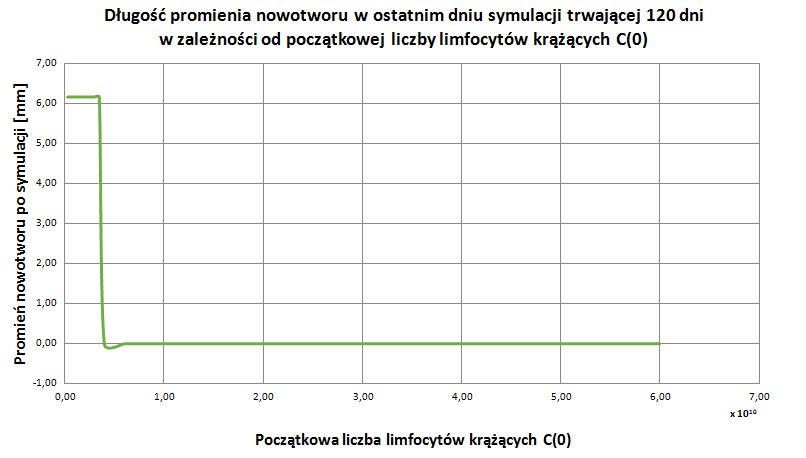 Długość promienia nowotworu w ostatnim dniu symulacji trwającej 120 dni
w zależności od początkowej liczby limfocytów krążących C(0)
Promień nowotworu po symulacji [mm]
7,00
6,00
5,00
4,00
3,00
2,00
1,00
0,00
-1,00
0,00 1,00 2,00 3,00 4,00 5,00 6,00 7,00
x 10¹⁰
Początkowa liczba limfocytów krążących C(0)